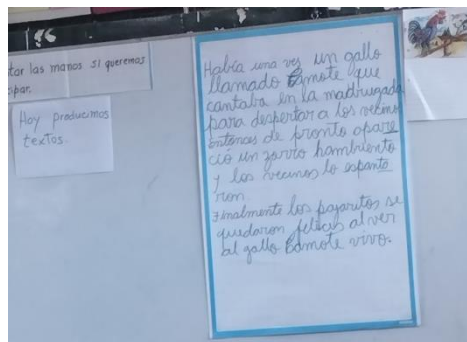 tar las manos si queremos
cipar.
Hoy producimos
textos
Había una ves un gallo
llamado Camote que
cantaba en la madrugada
para despertar a los vecinos
entonces de pronto apare
ció un zorro hambriento
y los vecinos lo espanta
ron
Finalmente los pajaritos se
quedaron felices al ver
al gallo Camote vivo.